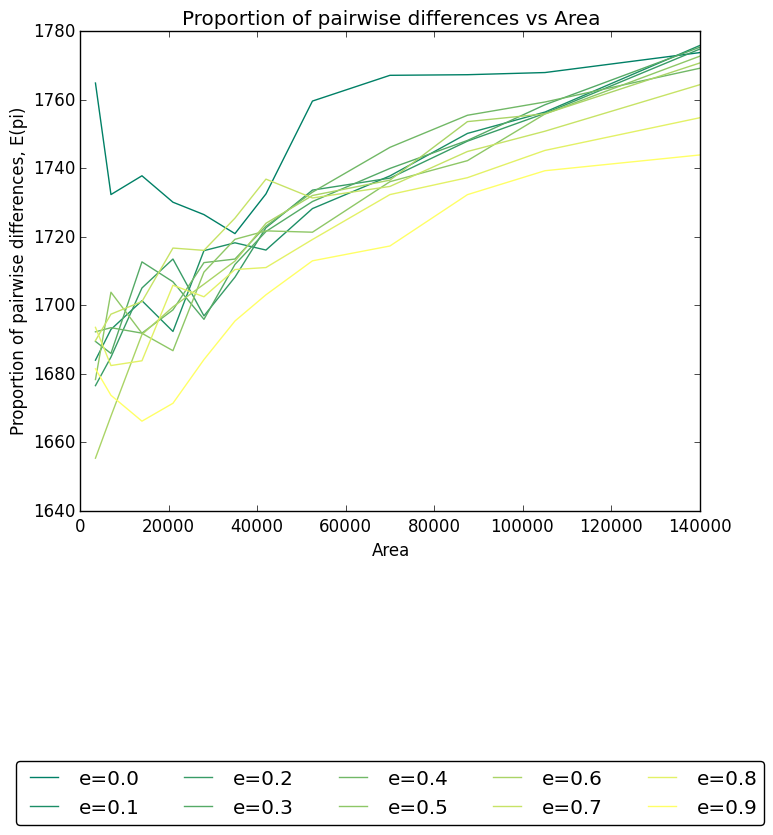 Proportion of pairwise differences vs Area
1780
1760
1740
1720
1700
1680
1660
1640
Proportion of pairwise differences, E(pi)
0 20000 40000 60000 80000 100000 120000 140000
Area
e=0.0 e=0.2 e=0.4 e=0.6 e=0.8
e=0.1 e=0.3 e=0.5 e=0.7 e=0.9